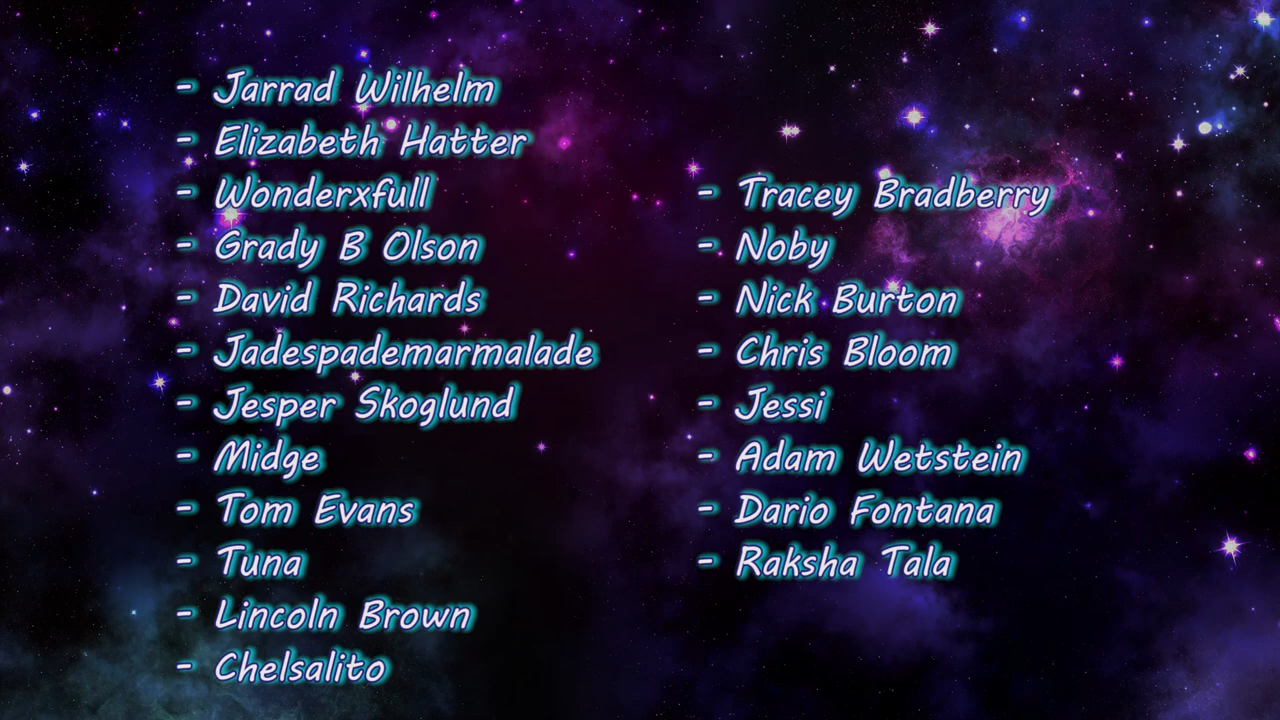 - Jarrad Wilhelm
- Elizabeth Hatter
- Wonderxfull
- Grady B Olson
- David Richards
- Jadespademarmalade
- Jesper Skoglund
- Midge
- Tom Evans
- Tuna
- Lincoln Brown
- Chelsalito
- Tracey Bradberry
- Noby
- Nick Burton
- Chris Bloom
- Jessi
- Adam Wetstein
- Dario Fontana
- Raksha Tala